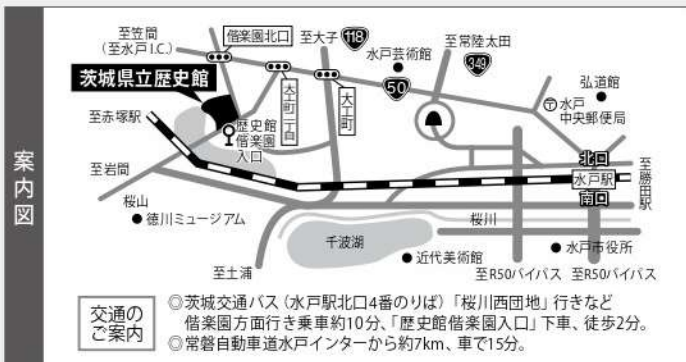 案内図
至笠間
(至水戸I.C.)
偕楽園北口
至大子
118
水戸芸術館
至常陸太田
349
50
弘道館
茨城県立歴史館
大工町二丁目
大工町
〒水戸
中央郵便局
至赤塚駅
歴史館
偕楽園
入口
至岩間
北口
水戸駅
南口
至勝田駅
桜山
徳川ミュージアム
桜川
千波湖
近代美術館
水戸市役所
至土浦
至R50バイパス
至R50バイパス
交通の
ご案内
◎茨城交通バス(水戸駅北口4番のりば)「桜川西団地」行きなど
偕楽園方面行き乗車約10分、「歴史館偕楽園入口」下車、徒歩2分。
◎常磐自動車道水戸インターから約7km、車で15分。